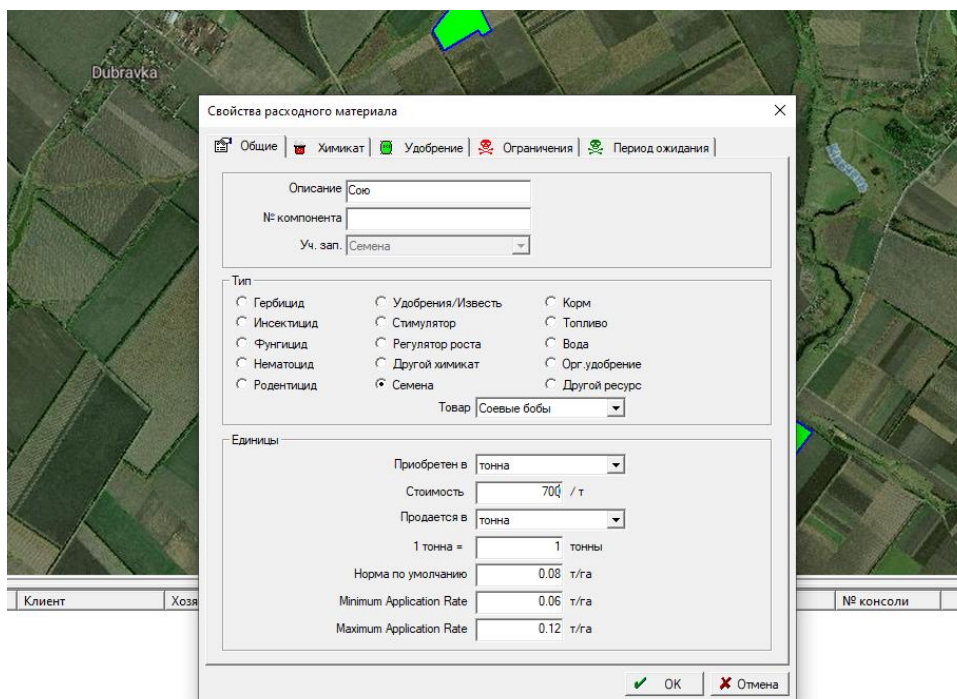 Dubravka
Свойства расходного материала
Общие Химикат Удобрение Ограничения Период ожидания
Описание Сою
№ компонента
Уч. зап. Семена
Тип
Гербицид Удобрения/Известь Корм
Инсектицид Стимулятор Топливо
Фунгицид Регулятор роста Вода
Нематоцид Другой химикат Орг.удобрение
Родентицид Семена Другой ресурс
Товар Соевые бобы
Единицы
Приобретен в тонна
Стоимость 700 / т
Продается в тонна
1 тонна = 1 тонны
Норма по умолчанию 0.08 т/га
Клиент Хозя № консоли
Minimum Application Rate 0.06 т/га
Maximum Application Rate 0.12 т/га
OK Отмена